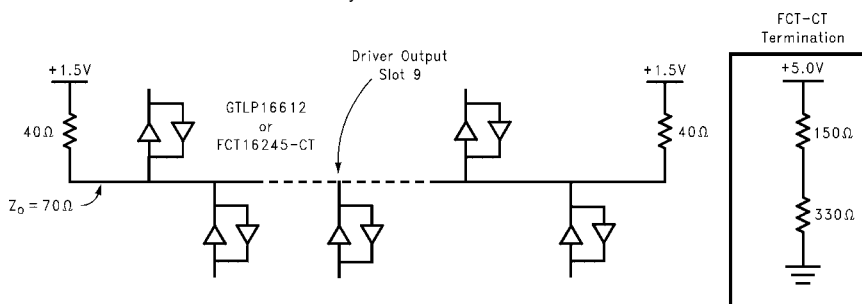 FCT-CT
Termination
+5.0V
150Ω
330Ω
Driver Output
Slot 9
+1.5V
+1.5V
GTLP16612
or
FCT16245-CT
40Ω
40Ω
Z₀ = 70Ω